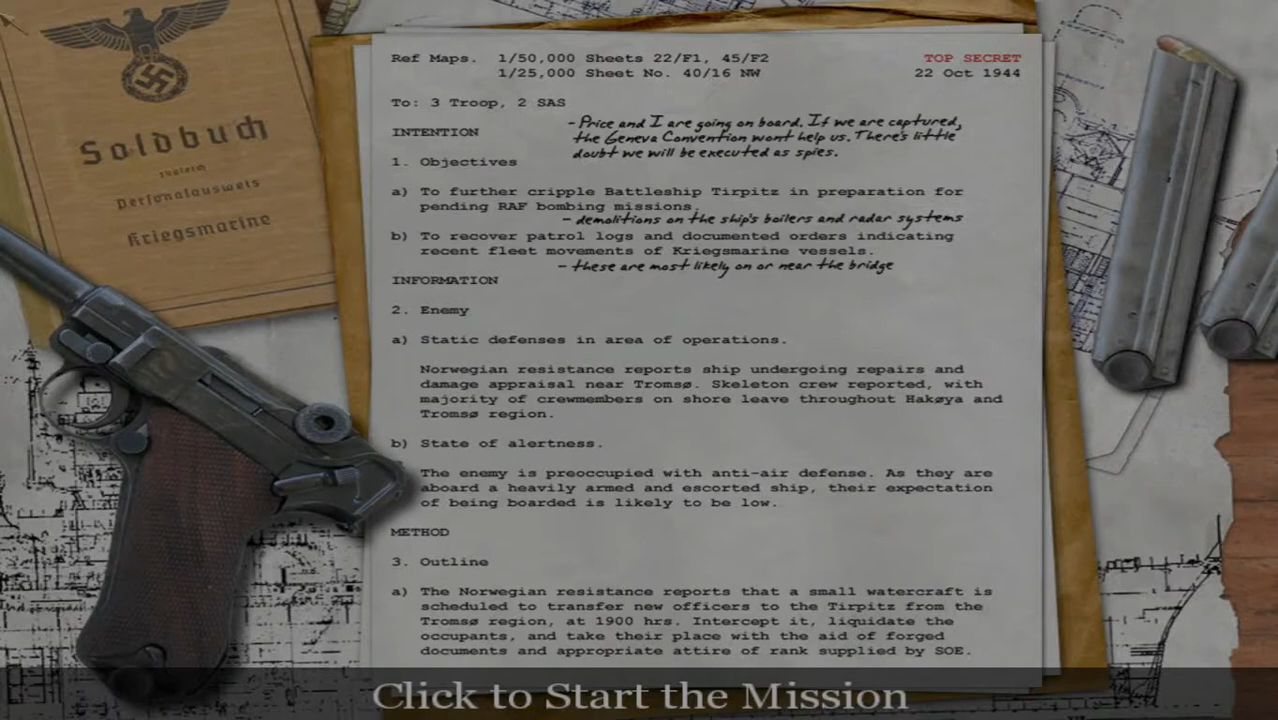 Soldbuch
zugleich
Personalausweis
Kriegsmarine
Ref Maps. 1/50,000 Sheets 22/F1, 45/F2
1/25,000 Sheet No. 40/16 NW
TOP SECRET
22 Oct 1944
To: 3 Troop, 2 SAS
- Price and I are going on board. If we are captured,
the Geneva Convention wont help us. There's little
doubt we will be executed as spies.
INTENTION
1. Objectives
a) To further cripple Battleship Tirpitz in preparation for
pending RAF bombing missions.
- demolitions on the ship's boilers and radar systems
b) To recover patrol logs and documented orders indicating
recent fleet movements of Kriegsmarine vessels.
- these are most likely on or near the bridge
INFORMATION
2. Enemy
a) Static defenses in area of operations.
Norwegian resistance reports ship undergoing repairs and
damage appraisal near Tromsø. Skeleton crew reported, with
majority of crewmembers on shore leave throughout Hakøya and
Tromsø region.
b) State of alertness.
The enemy is preoccupied with anti-air defense. As they are
aboard a heavily armed and escorted ship, their expectation
of being boarded is likely to be low.
METHOD
3. Outline
a) The Norwegian resistance reports that a small watercraft is
scheduled to transfer new officers to the Tirpitz from the
Tromsø region, at 1900 hrs. Intercept it, liquidate the
occupants, and take their place with the aid of forged
documents and appropriate attire of rank supplied by SOE.
Click to Start the Mission